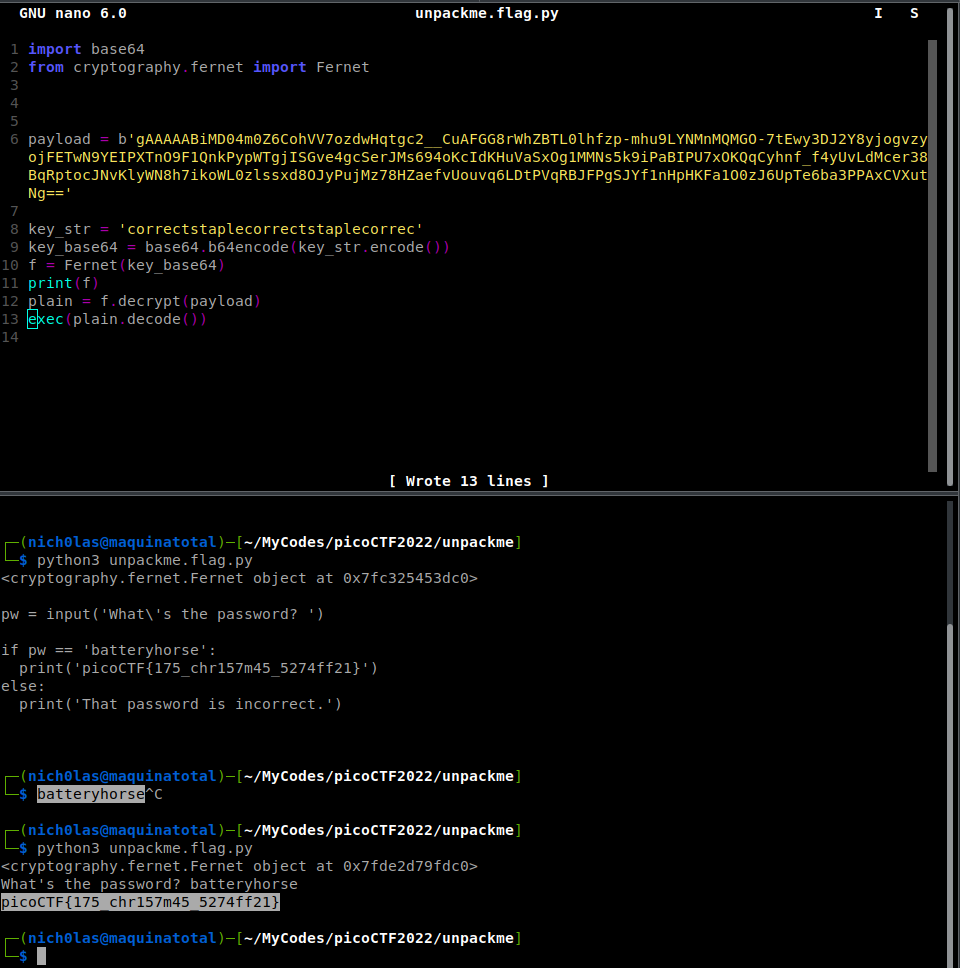 GNU nano 6.0 unpackme.flag.py I S
1 import base64
2 from cryptography.fernet import Fernet
3
4
5
6 payload = b'gAAAAABiMD04m0Z6CohVV7ozdwHqtgc2__CuAFGG8rWhZBTL0lhfzp-mhu9LYNMnMQMGO-7tEwy3DJ2Y8yjogvzy
ojFETwN9YEIPXTnO9F1QnkPypWTgjISGve4gcSerJMs694oKcIdKHuVaSxOg1MMNs5k9iPaBIPU7xOKQqCyhnf_f4yUvLdMcer38
BqRptocJNvKlyWN8h7ikoWL0zlssxd8OJyPujMz78HZaefvUouvq6LDtPVqRBJFPgSJYf1nHpHKFa1O0zJ6UpTe6ba3PPAxCVXut
Ng=='
7
8 key_str = 'correctstaplecorrectstaplecorrec'
9 key_base64 = base64.b64encode(key_str.encode())
10 f = Fernet(key_base64)
11 print(f)
12 plain = f.decrypt(payload)
13 exec(plain.decode())
14
[ Wrote 13 lines ]
┌─(nich0las@maquinatotal)-[~/MyCodes/picoCTF2022/unpackme]
└─$ python3 unpackme.flag.py
<cryptography.fernet.Fernet object at 0x7fc325453dc0>
pw = input('What\'s the password? ')
if pw == 'batteryhorse':
  print('picoCTF{175_chr157m45_5274ff21}')
else:
  print('That password is incorrect.')
┌─(nich0las@maquinatotal)-[~/MyCodes/picoCTF2022/unpackme]
└─$ batteryhorse^C
┌─(nich0las@maquinatotal)-[~/MyCodes/picoCTF2022/unpackme]
└─$ python3 unpackme.flag.py
<cryptography.fernet.Fernet object at 0x7fde2d79fdc0>
What's the password? batteryhorse
picoCTF{175_chr157m45_5274ff21}
┌─(nich0las@maquinatotal)-[~/MyCodes/picoCTF2022/unpackme]
└─$